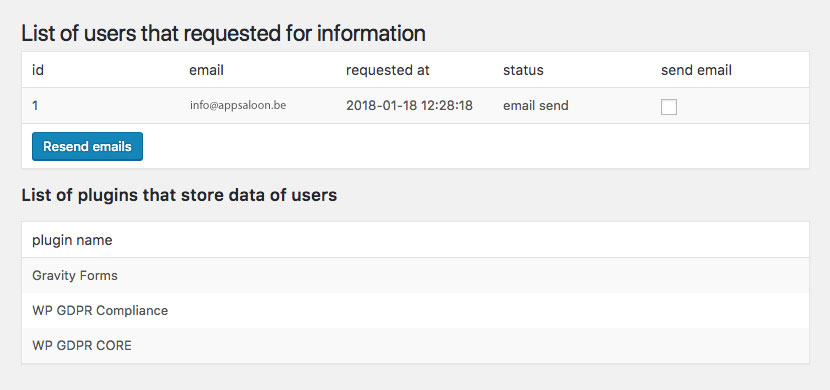 List of users that requested for information
id email requested at status send email
1 info@appsaloon.be 2018-01-18 12:28:18 email send
Resend emails
List of plugins that store data of users
plugin name
Gravity Forms
WP GDPR Compliance
WP GDPR CORE